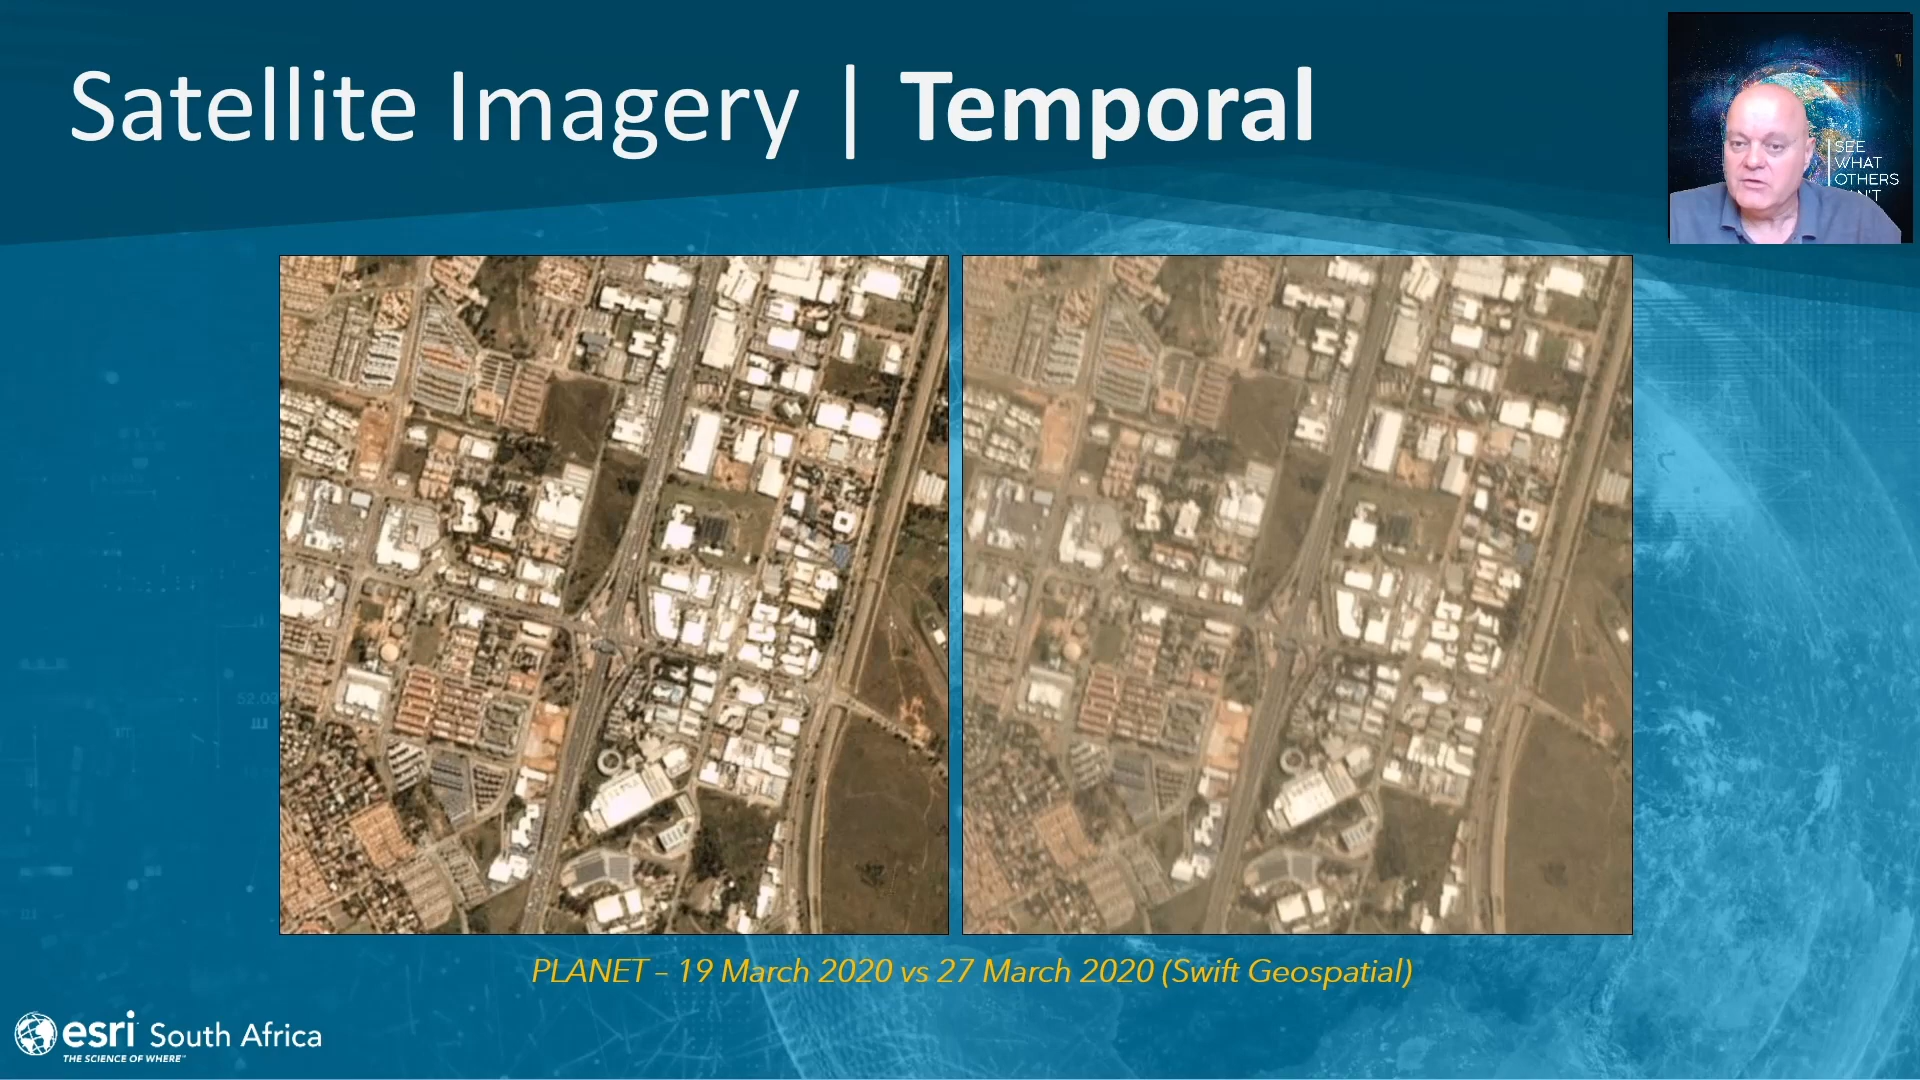 Satellite Imagery | Temporal
SEE
WHAT
OTHERS
PLANET – 19 March 2020 vs 27 March 2020 (Swift Geospatial)
esri South Africa
THE SCIENCE OF WHERE™